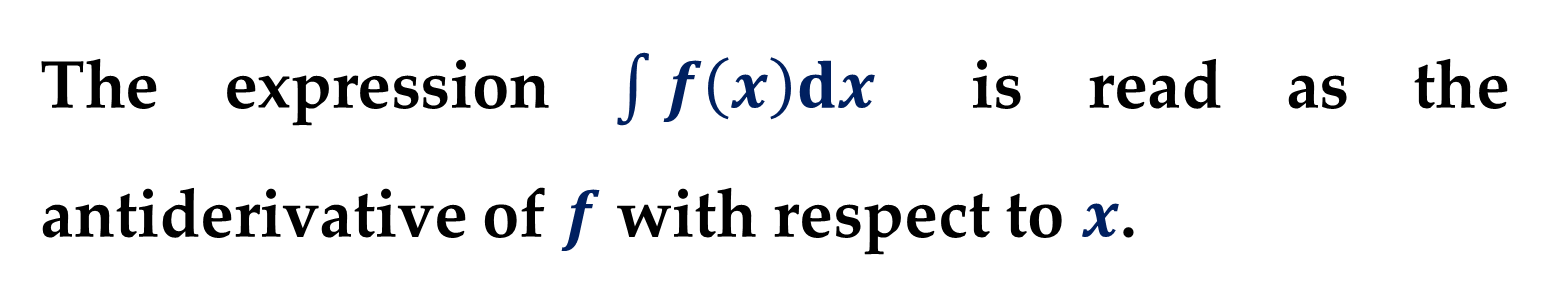 The expression ∫ f(x)dx is read as the
antiderivative of f with respect to x.